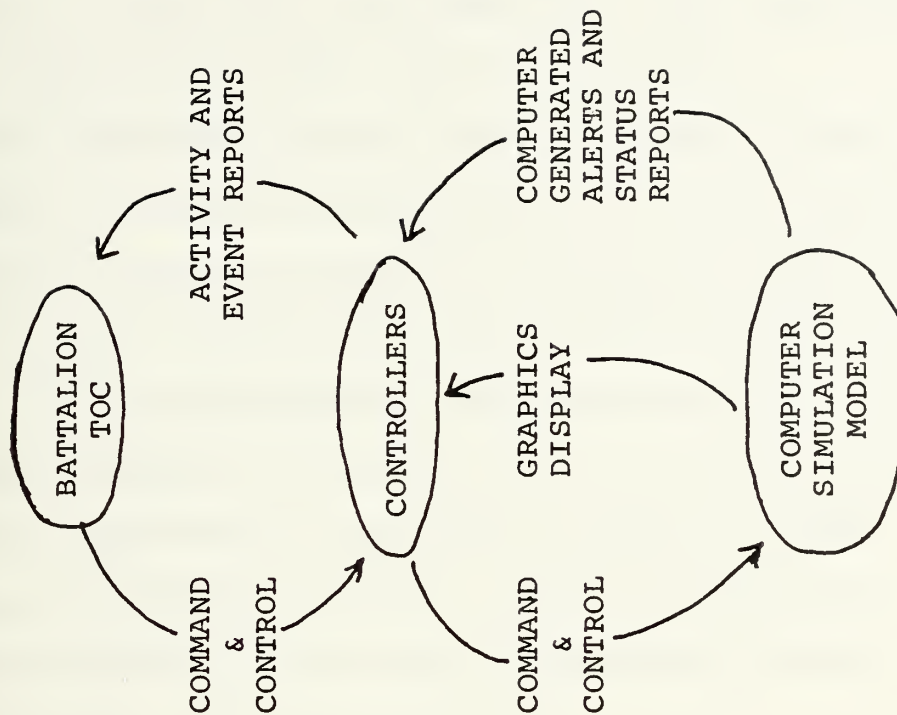 BATTALION
TOC
COMMAND
&
CONTROL
ACTIVITY AND
EVENT REPORTS
CONTROLLERS
COMMAND
&
CONTROL
GRAPHICS
DISPLAY
COMPUTER
GENERATED
ALERTS AND
STATUS
REPORTS
COMPUTER
SIMULATION
MODEL